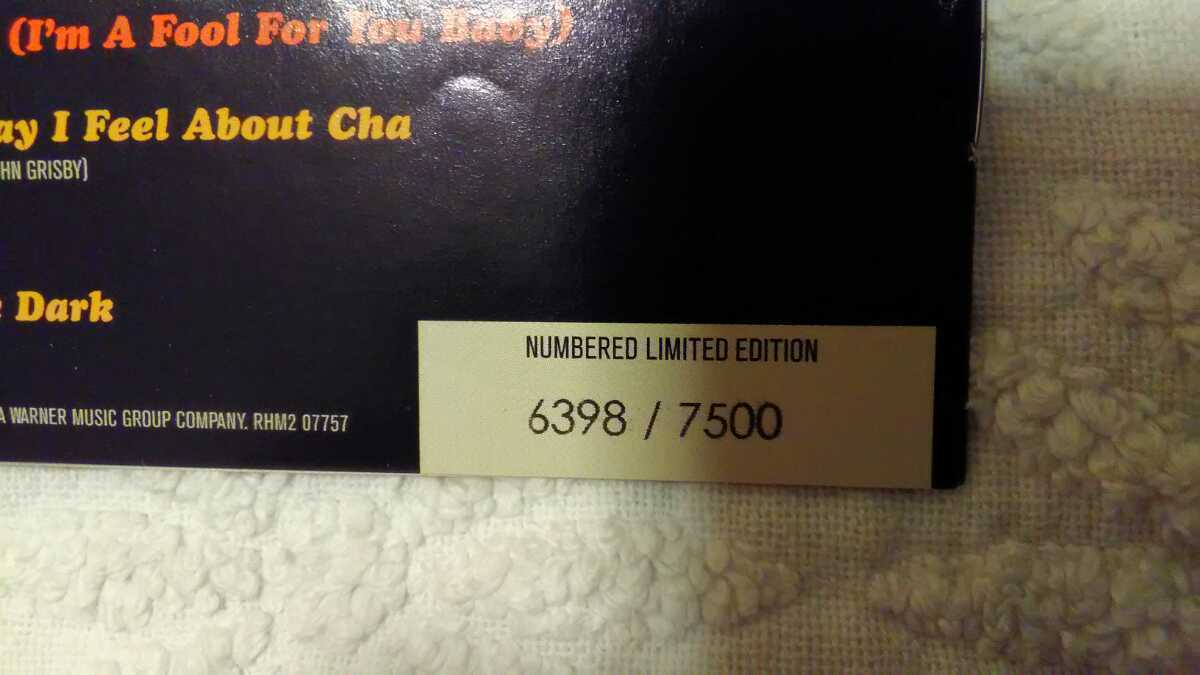 (I'm A Fool For You Baby)
ay I Feel About Cha
HN GRISBY)
Dark
NUMBERED LIMITED EDITION
6398 / 7500
A WARNER MUSIC GROUP COMPANY. RHM2 07757